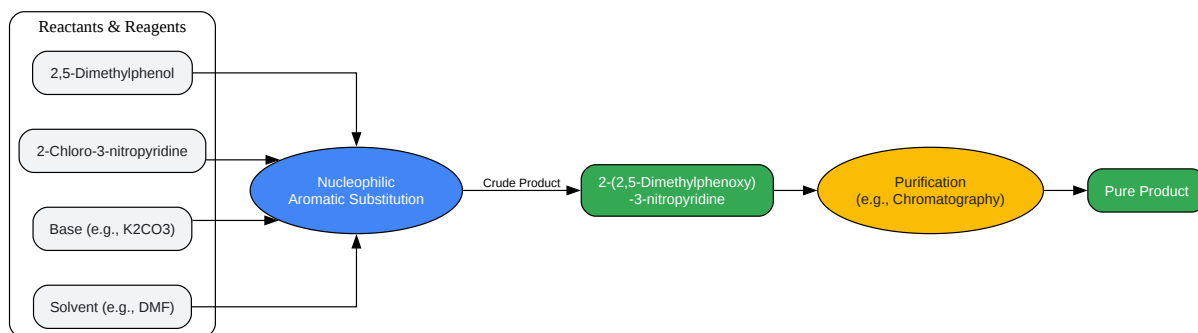 Reactants & Reagents
2,5-Dimethylphenol
2-Chloro-3-nitropyridine
Base (e.g., K2CO3)
Solvent (e.g., DMF)
Nucleophilic
Aromatic Substitution
Crude Product
2-(2,5-Dimethylphenoxy)
-3-nitropyridine
Purification
(e.g., Chromatography)
Pure Product